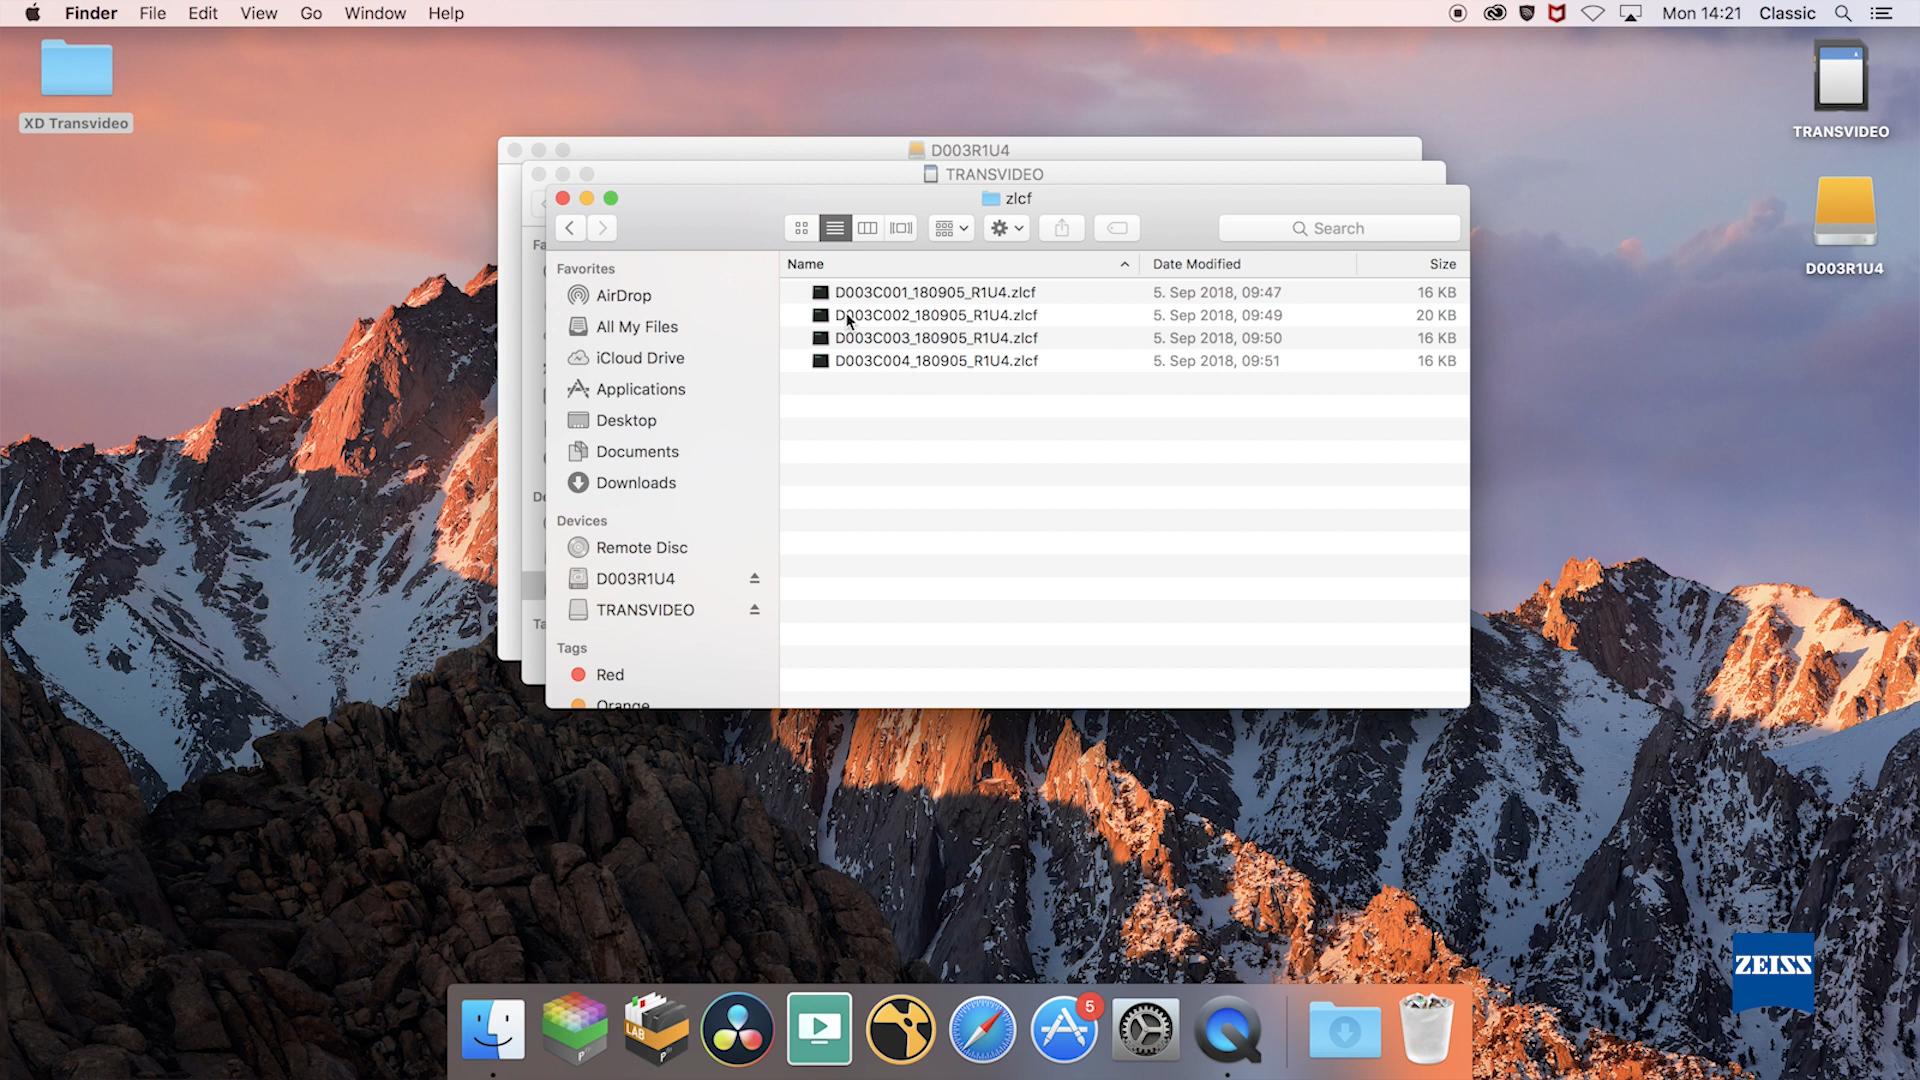 Finder File Edit View Go Window Help
Mon 14:21 Classic
XD Transvideo
TRANSVIDEO
D003R1U4
D003R1U4
TRANSVIDEO
zlcf
Search
Fa
De
Ta
Favorites
AirDrop
All My Files
iCloud Drive
Applications
Desktop
Documents
Downloads
Devices
Remote Disc
D003R1U4
TRANSVIDEO
Tags
Red
Orange
Name Date Modified Size
D003C001_180905_R1U4.zlcf 5. Sep 2018, 09:47 16 KB
D003C002_180905_R1U4.zlcf 5. Sep 2018, 09:49 20 KB
D003C003_180905_R1U4.zlcf 5. Sep 2018, 09:50 16 KB
D003C004_180905_R1U4.zlcf 5. Sep 2018, 09:51 16 KB
ZEISS
LAB
5